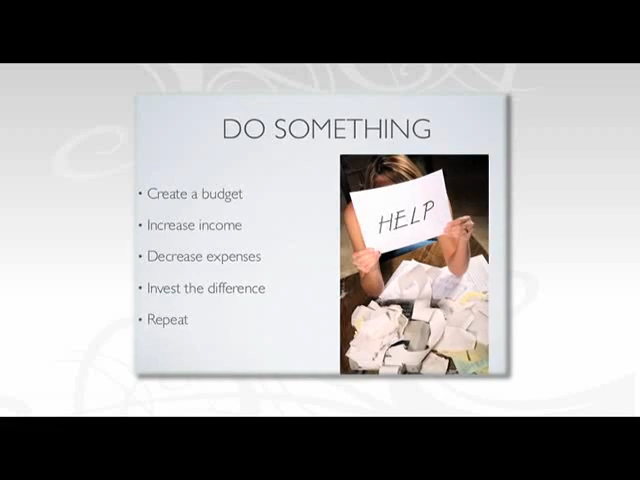 DO SOMETHING
• Create a budget
• Increase income
• Decrease expenses
• Invest the difference
• Repeat
HELP